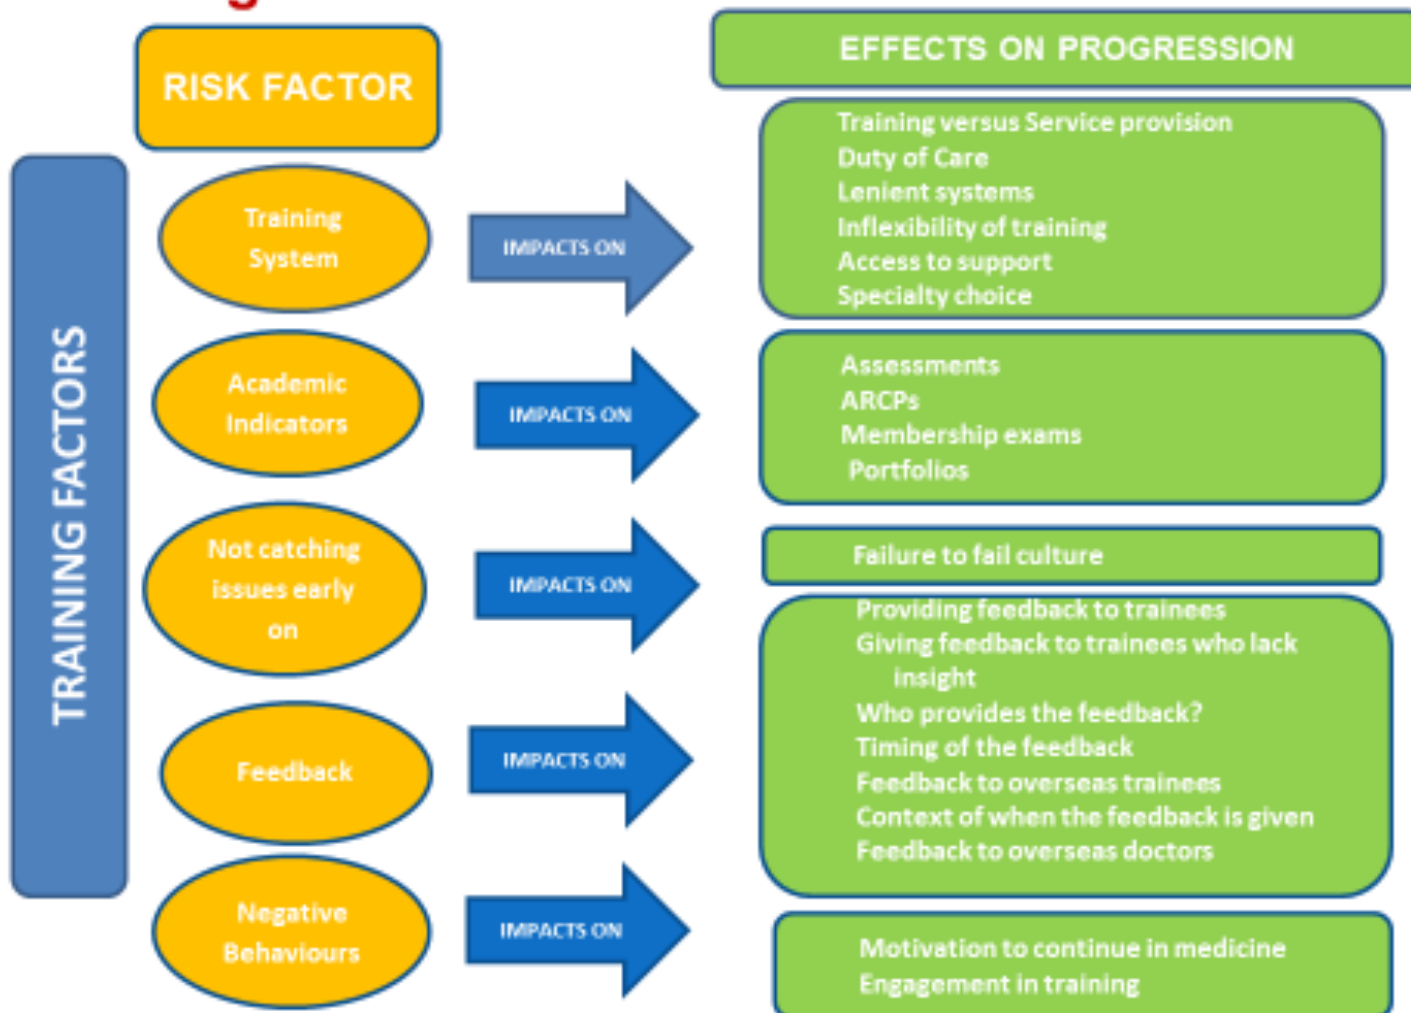 RISK FACTOR
EFFECTS ON PROGRESSION
TRAINING FACTORS
Training
System
IMPACTS ON
Training versus Service provision
Duty of Care
Lenient systems
Inflexibility of training
Access to support
Specialty choice
Academic
Indicators
IMPACTS ON
Assessments
ARCPs
Membership exams
Portfolios
Not catching
issues early
on
IMPACTS ON
Failure to fail culture
Feedback
IMPACTS ON
Providing feedback to trainees
Giving feedback to trainees who lack
insight
Who provides the feedback?
Timing of the feedback
Feedback to overseas trainees
Context of when the feedback is given
Feedback to overseas doctors
Negative
Behaviours
IMPACTS ON
Motivation to continue in medicine
Engagement in training